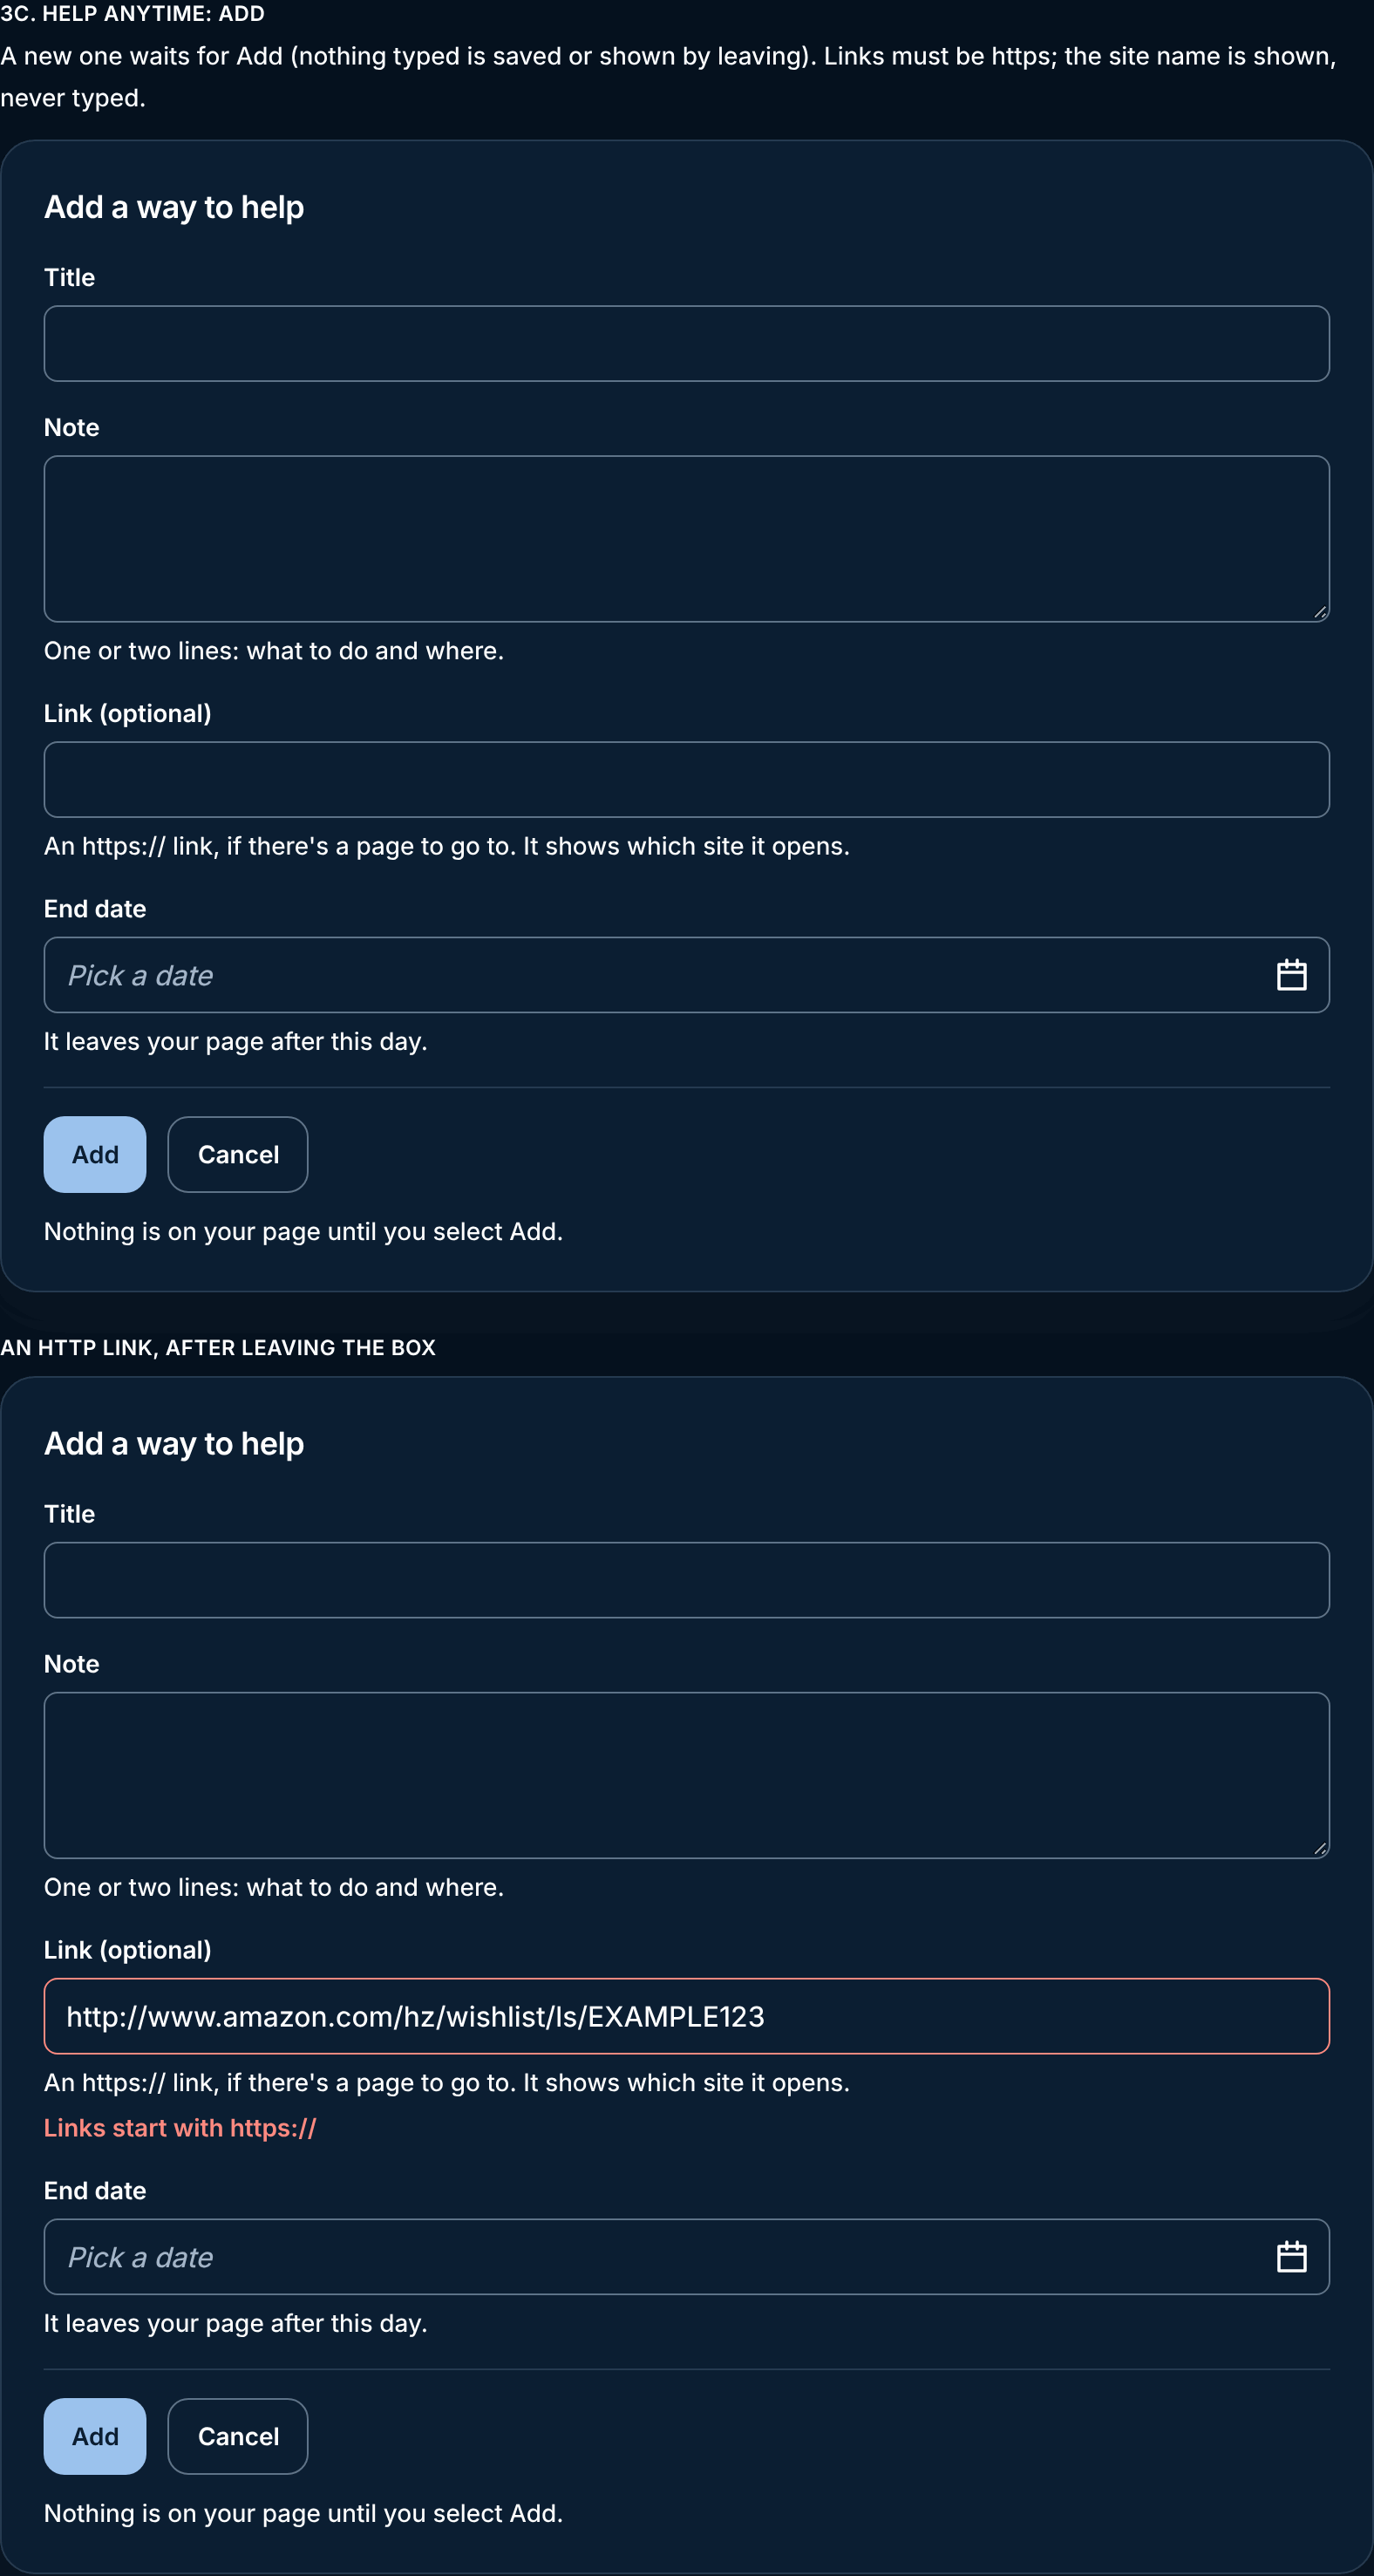 3C. HELP ANYTIME: ADD
A new one waits for Add (nothing typed is saved or shown by leaving). Links must be https; the site name is shown,
never typed.
Add a way to help
Title
Note
One or two lines: what to do and where.
Link (optional)
An https:// link, if there's a page to go to. It shows which site it opens.
End date
Pick a date
It leaves your page after this day.
Add Cancel
Nothing is on your page until you select Add.
AN HTTP LINK, AFTER LEAVING THE BOX
Add a way to help
Title
Note
One or two lines: what to do and where.
Link (optional)
http://www.amazon.com/hz/wishlist/ls/EXAMPLE123
An https:// link, if there's a page to go to. It shows which site it opens.
Links start with https://
End date
Pick a date
It leaves your page after this day.
Add Cancel
Nothing is on your page until you select Add.